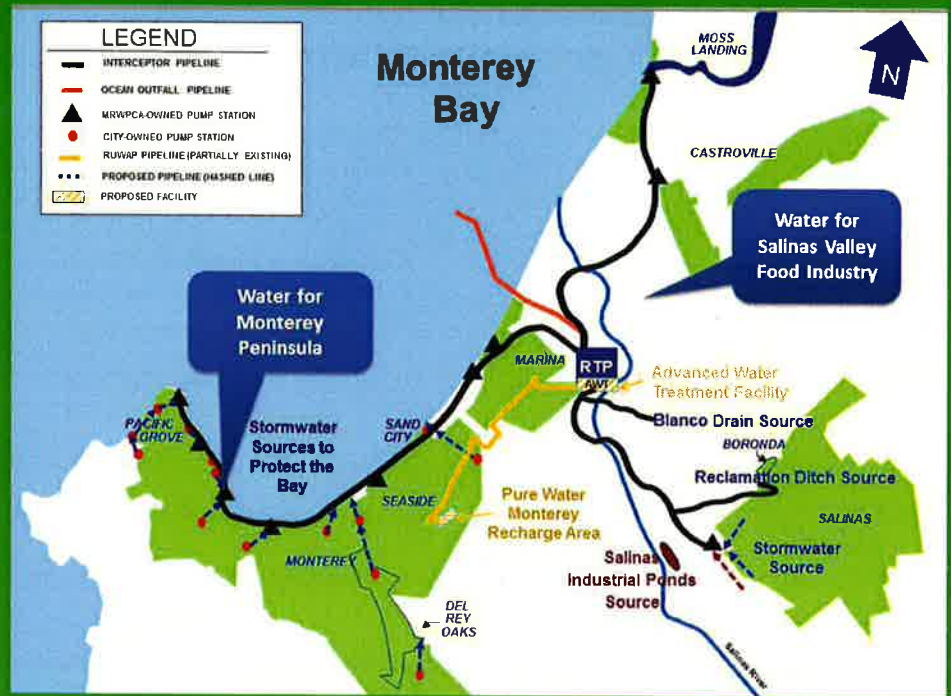 LEGEND
INTERCEPTOR PIPELINE
OCEAN OUTFALL PIPELINE
MRWPCA-OWNED PUMP STATION
CITY-OWNED PUMP STATION
RUWAP PIPELINE (PARTIALLY EXISTING)
PROPOSED PIPELINE (HASHED LINE)
PROPOSED FACILITY
Monterey
Bay
MOSS
LANDING
N
CASTROVILLE
Water for
Salinas Valley
Food Industry
Water for
Monterey
Peninsula
MARINA
RTP
AWT
Advanced Water
Treatment Facility
Blanco Drain Source
BORONDA
Reclamation Ditch Source
SALINAS
Stormwater
Source
PACIFIC
GROVE
Stormwater
Sources to
Protect the
Bay
SAND
CITY
SEASIDE
Pure Water
Monterey
Recharge Area
MONTEREY
Salinas
Industrial Ponds
Source
DEL
REY
OAKS
Salinas River